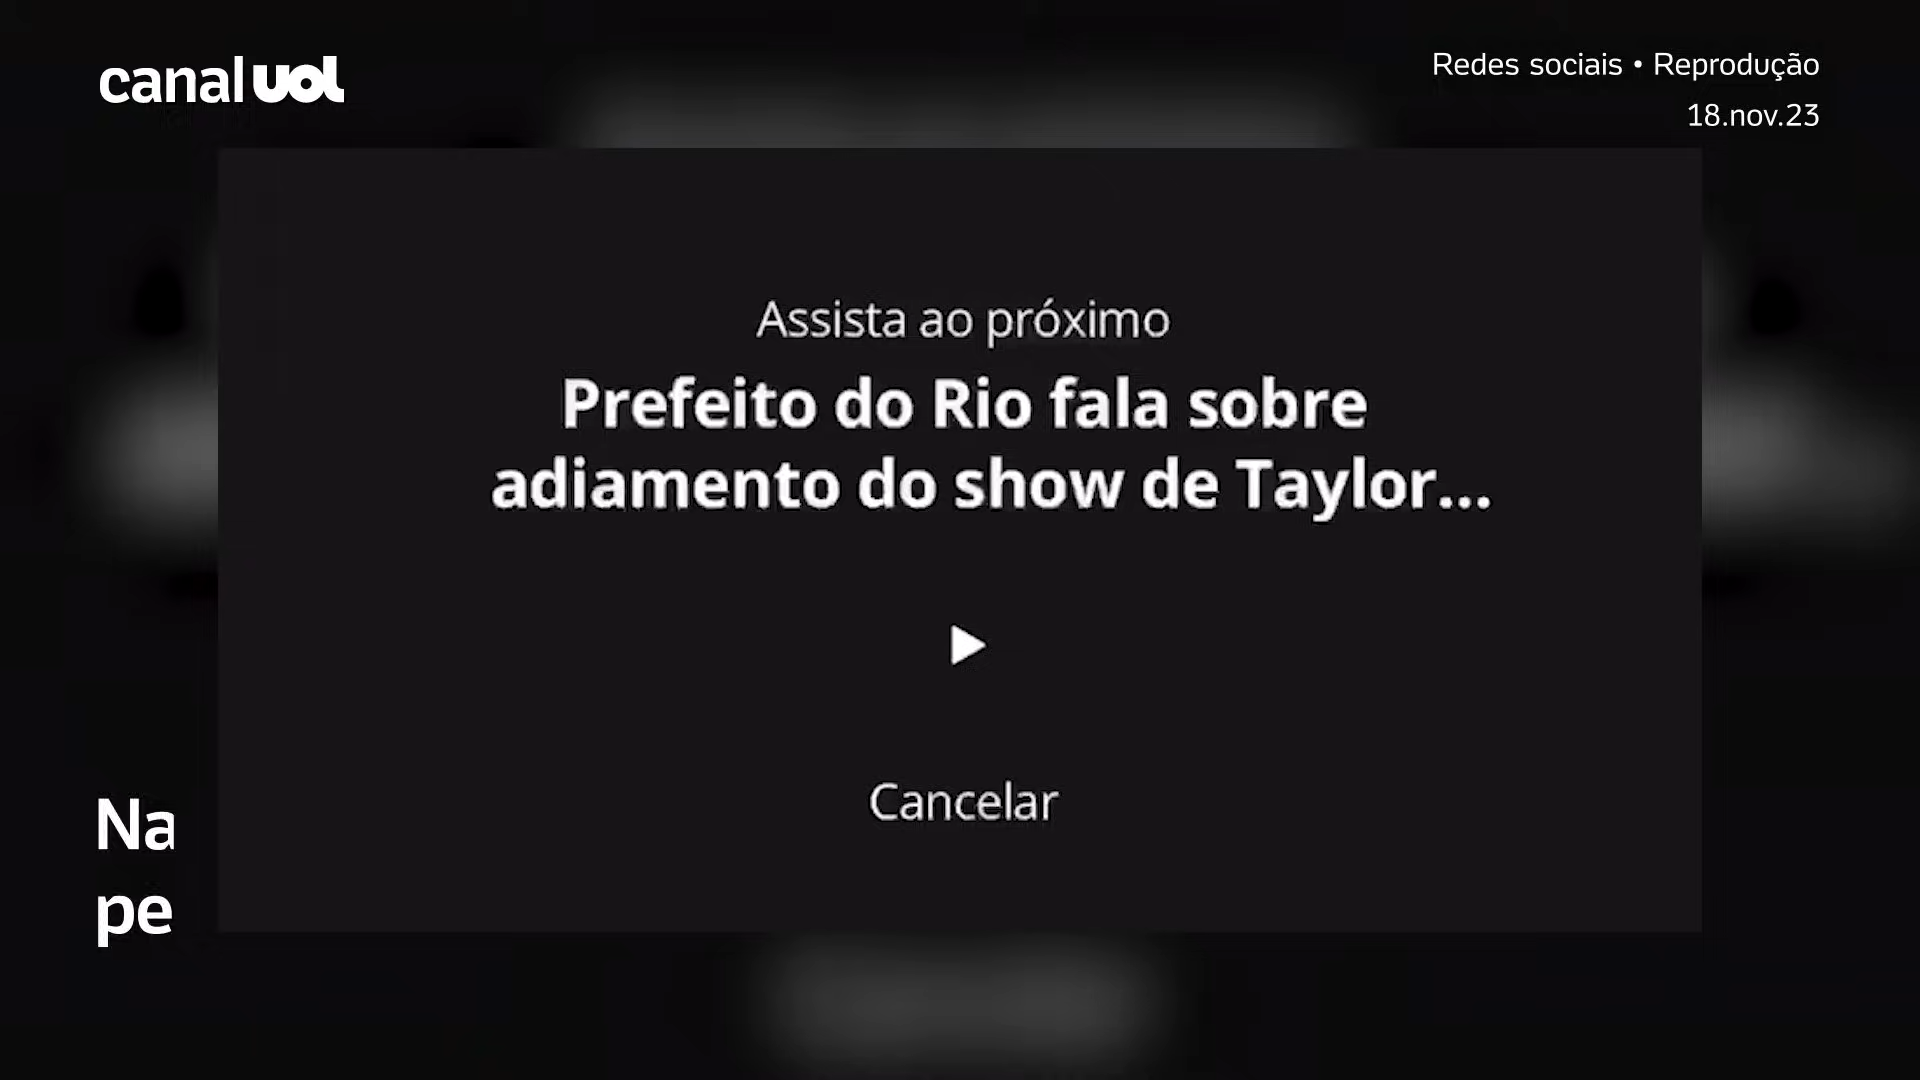 canal uol
Redes sociais • Reprodução
18.nov.23
Assista ao próximo
Prefeito do Rio fala sobre
adiamento do show de Taylor...
Cancelar
Na
pe